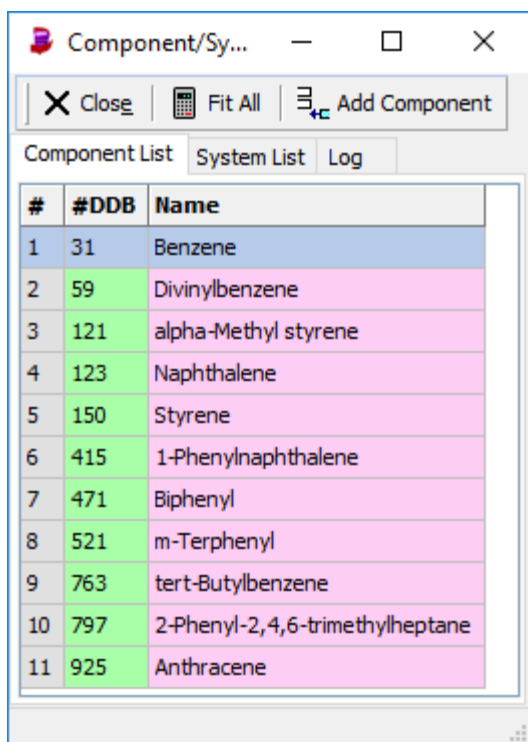 Component/Sy...
Close Fit All Add Component
Component List System List Log
# #DDB Name
1 31 Benzene
2 59 Divinylbenzene
3 121 alpha-Methyl styrene
4 123 Naphthalene
5 150 Styrene
6 415 1-Phenylnaphthalene
7 471 Biphenyl
8 521 m-Terphenyl
9 763 tert-Butylbenzene
10 797 2-Phenyl-2,4,6-trimethylheptane
11 925 Anthracene